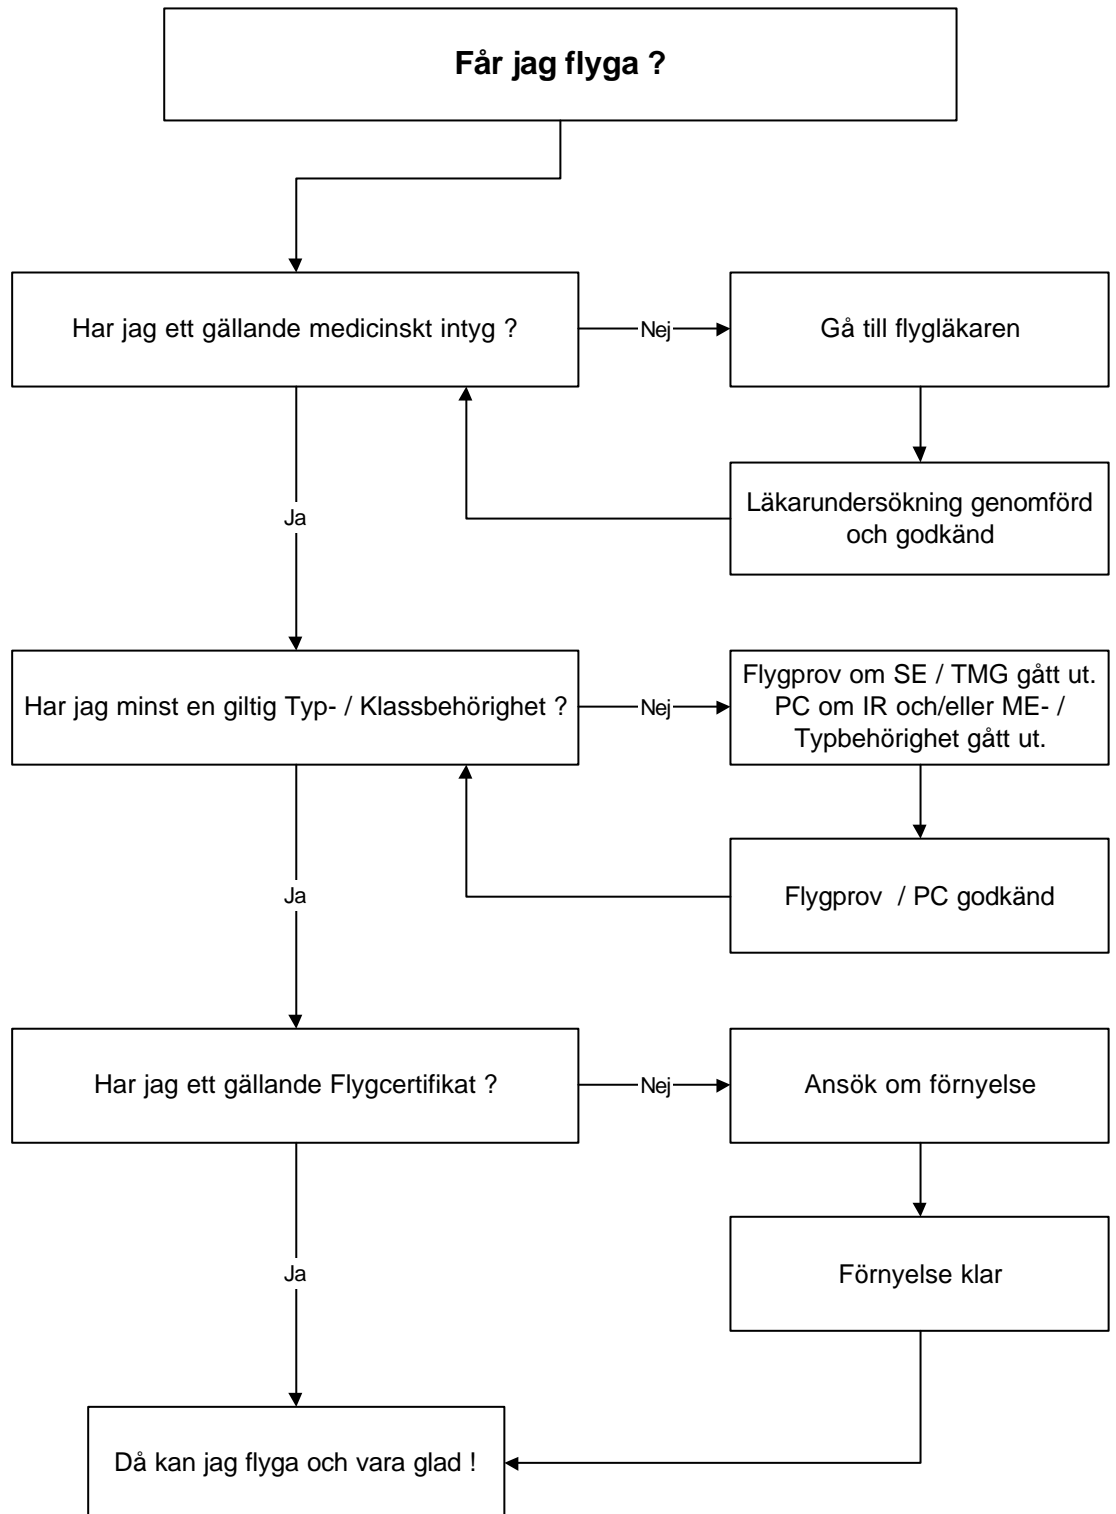 Får jag flyga ?
Har jag ett gällande medicinskt intyg ?
Nej
Gå till flygläkaren
Läkarundersökning genomförd
och godkänd
Ja
Har jag minst en giltig Typ- / Klassbehörighet ?
Nej
Flygprov om SE / TMG gått ut.
PC om IR och/eller ME- /
Typbehörighet gått ut.
Flygprov / PC godkänd
Ja
Har jag ett gällande Flygcertifikat ?
Nej
Ansök om förnyelse
Förnyelse klar
Ja
Då kan jag flyga och vara glad !